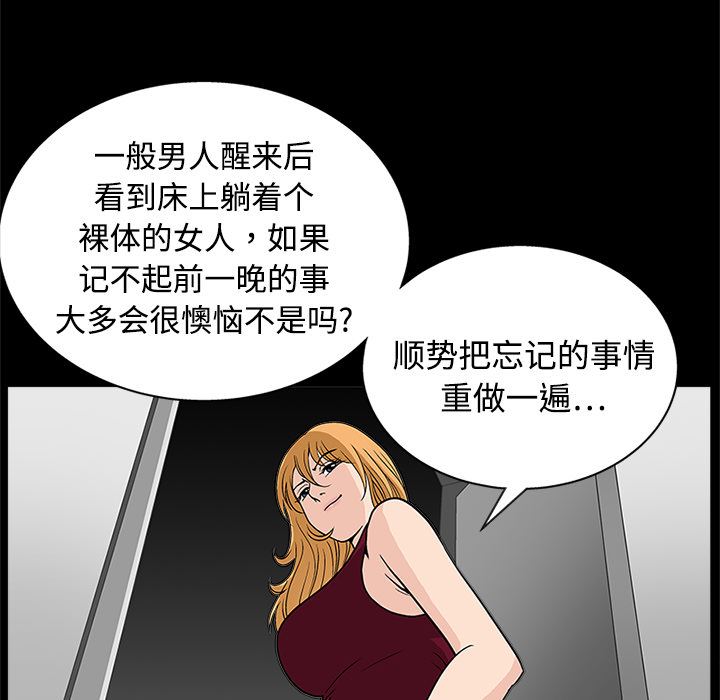 一般男人醒来后
看到床上躺着个
裸体的女人，如果
记不起前一晚的事
大多会很懊恼不是吗?
顺势把忘记的事情
重做一遍...